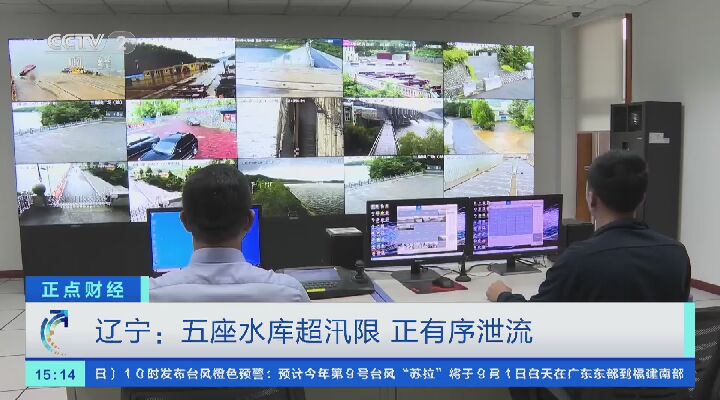 CCTV 2
财经
正点财经
辽宁：五座水库超汛限 正有序泄流
15:14
日）10时发布台风橙色预警：预计今年第9号台风“苏拉”将于9月1日白天在广东东部到福建南部